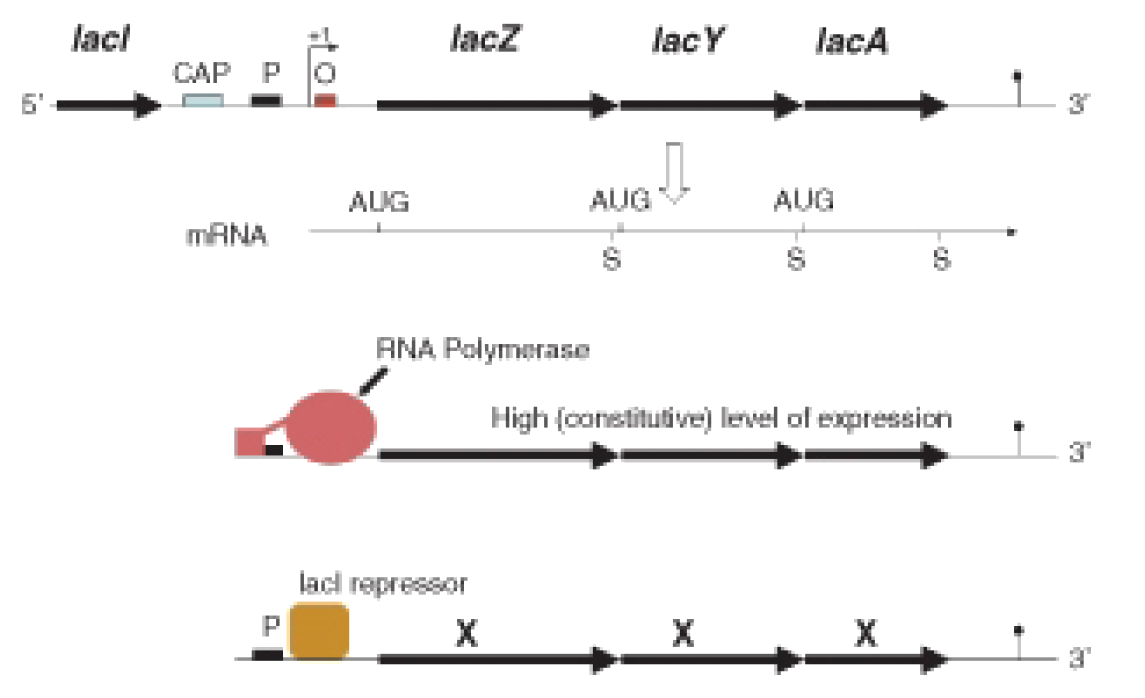 lacI lacZ lacY lacA
+1
CAP P O
5' 3'
AUG AUG AUG
mRNA
S S S
RNA Polymerase
High (constitutive) level of expression
3'
lacI repressor
P X X X
3'